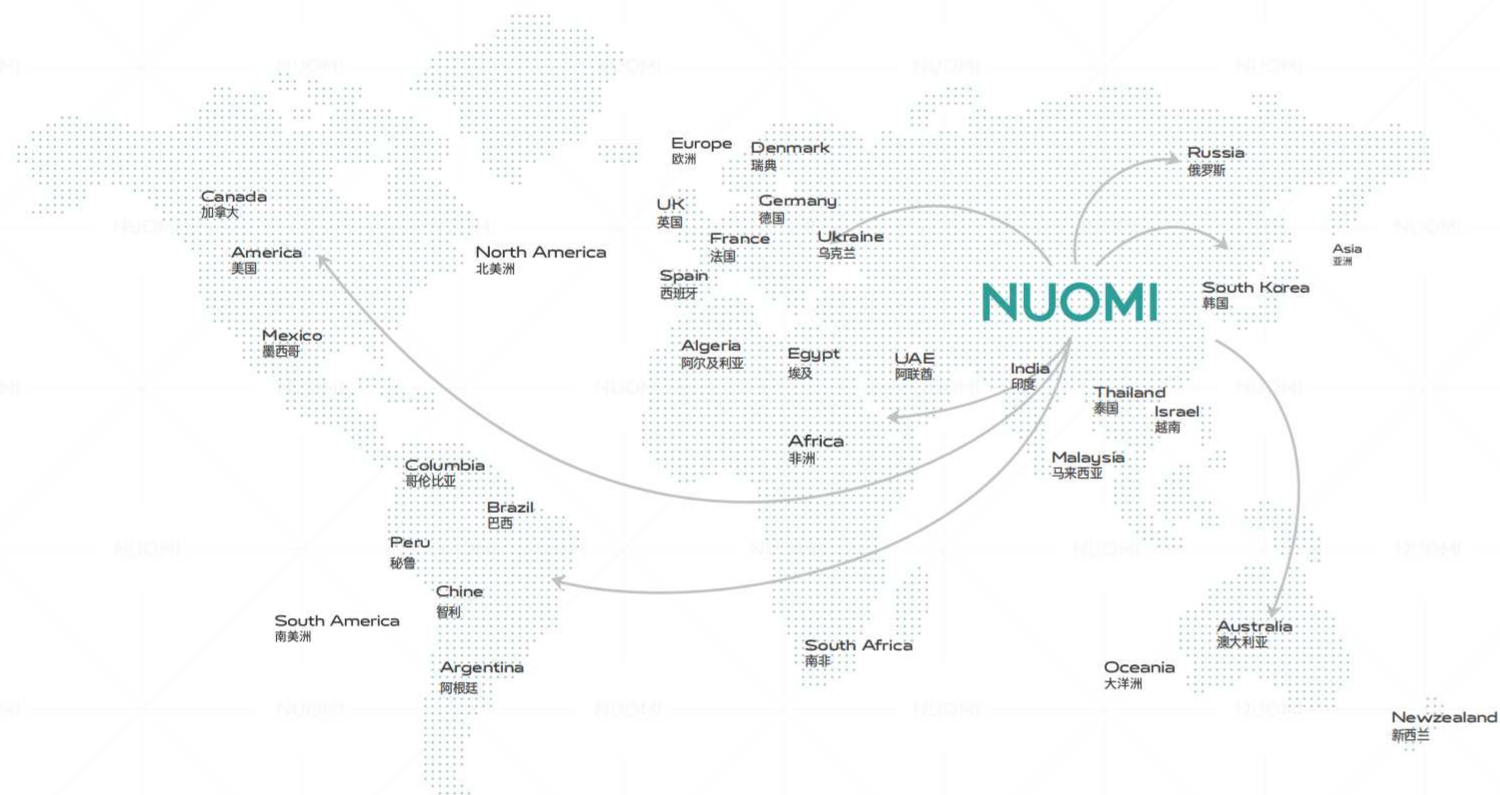 Europe
欧洲
Denmark
瑞典
Russia
俄罗斯
Canada
加拿大
UK
英国
Germany
德国
France
法国
Ukraine
乌克兰
America
美国
North America
北美洲
Asia
亚洲
Spain
西班牙
NUOMI
South Korea
韩国
Mexico
墨西哥
Algeria
阿尔及利亚
Egypt
埃及
UAE
阿联酋
India
印度
Thailand
泰国
Israel
越南
Africa
非洲
Malaysia
马来西亚
Columbia
哥伦比亚
Brazil
巴西
Peru
秘鲁
Chine
智利
South America
南美洲
Australia
澳大利亚
South Africa
南非
Argentina
阿根廷
Oceania
大洋洲
Newzealand
新西兰